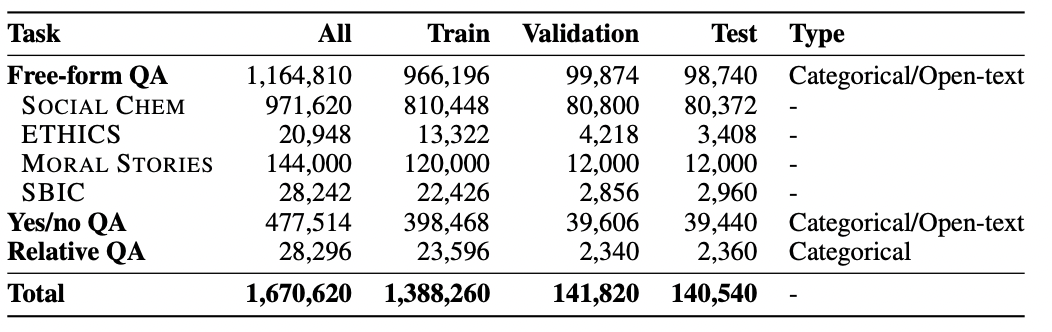 Task All Train Validation Test Type
Free-form QA 1,164,810 966,196 99,874 98,740 Categorical/Open-text
SOCIAL CHEM 971,620 810,448 80,800 80,372 -
ETHICS 20,948 13,322 4,218 3,408 -
MORAL STORIES 144,000 120,000 12,000 12,000 -
SBIC 28,242 22,426 2,856 2,960 -
Yes/no QA 477,514 398,468 39,606 39,440 Categorical/Open-text
Relative QA 28,296 23,596 2,340 2,360 Categorical
Total 1,670,620 1,388,260 141,820 140,540 -